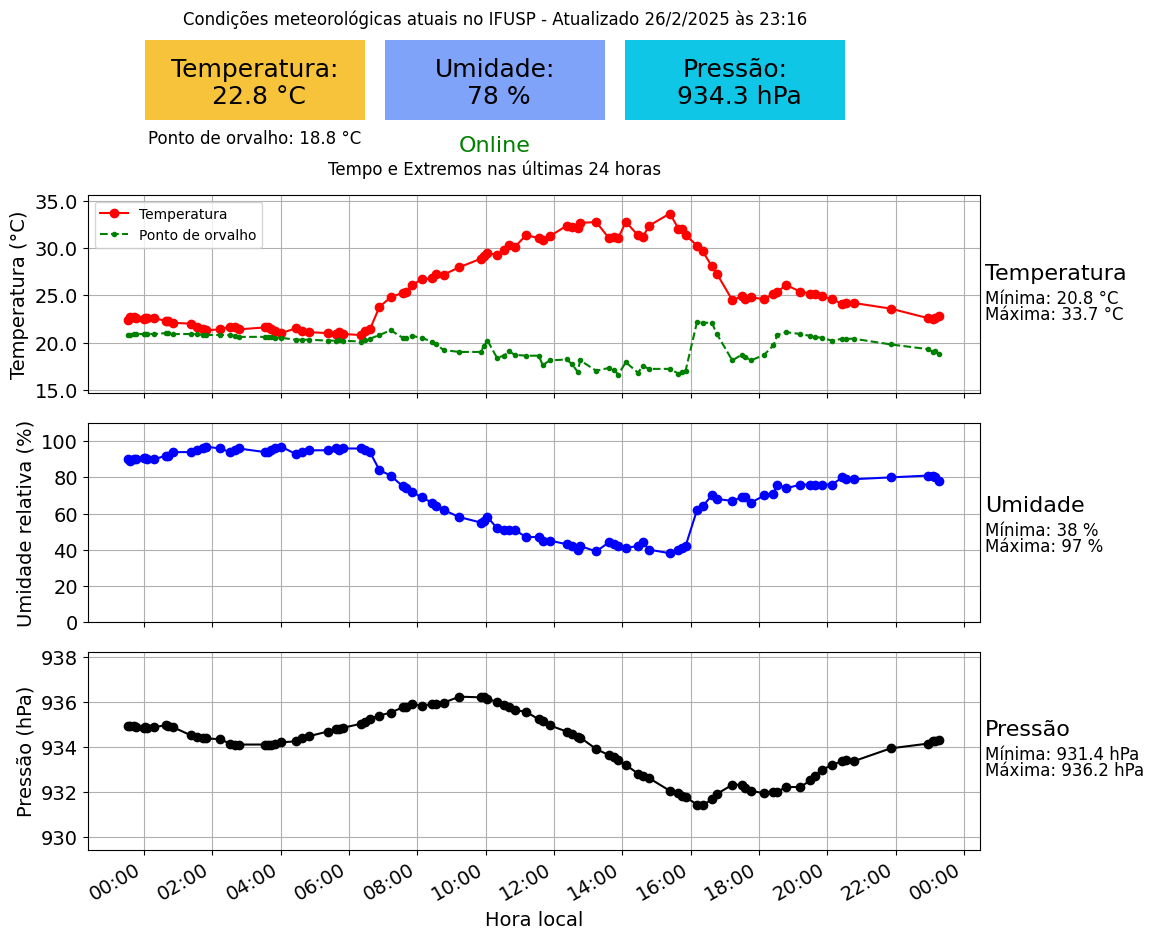 Condições meteorológicas atuais no IFUSP - Atualizado 26/2/2025 às 23:16
Temperatura:
22.8 °C
Umidade:
78 %
Pressão:
934.3 hPa
Ponto de orvalho: 18.8 °C
Online
Tempo e Extremos nas últimas 24 horas
Temperatura (°C)
35.0
30.0
25.0
20.0
15.0
Temperatura
Ponto de orvalho
Temperatura
Mínima: 20.8 °C
Máxima: 33.7 °C
Umidade relativa (%)
100
80
60
40
20
0
Umidade
Mínima: 38 %
Máxima: 97 %
Pressão (hPa)
938
936
934
932
930
Pressão
Mínima: 931.4 hPa
Máxima: 936.2 hPa
00:00 02:00 04:00 06:00 08:00 10:00 12:00 14:00 16:00 18:00 20:00 22:00 00:00
Hora local